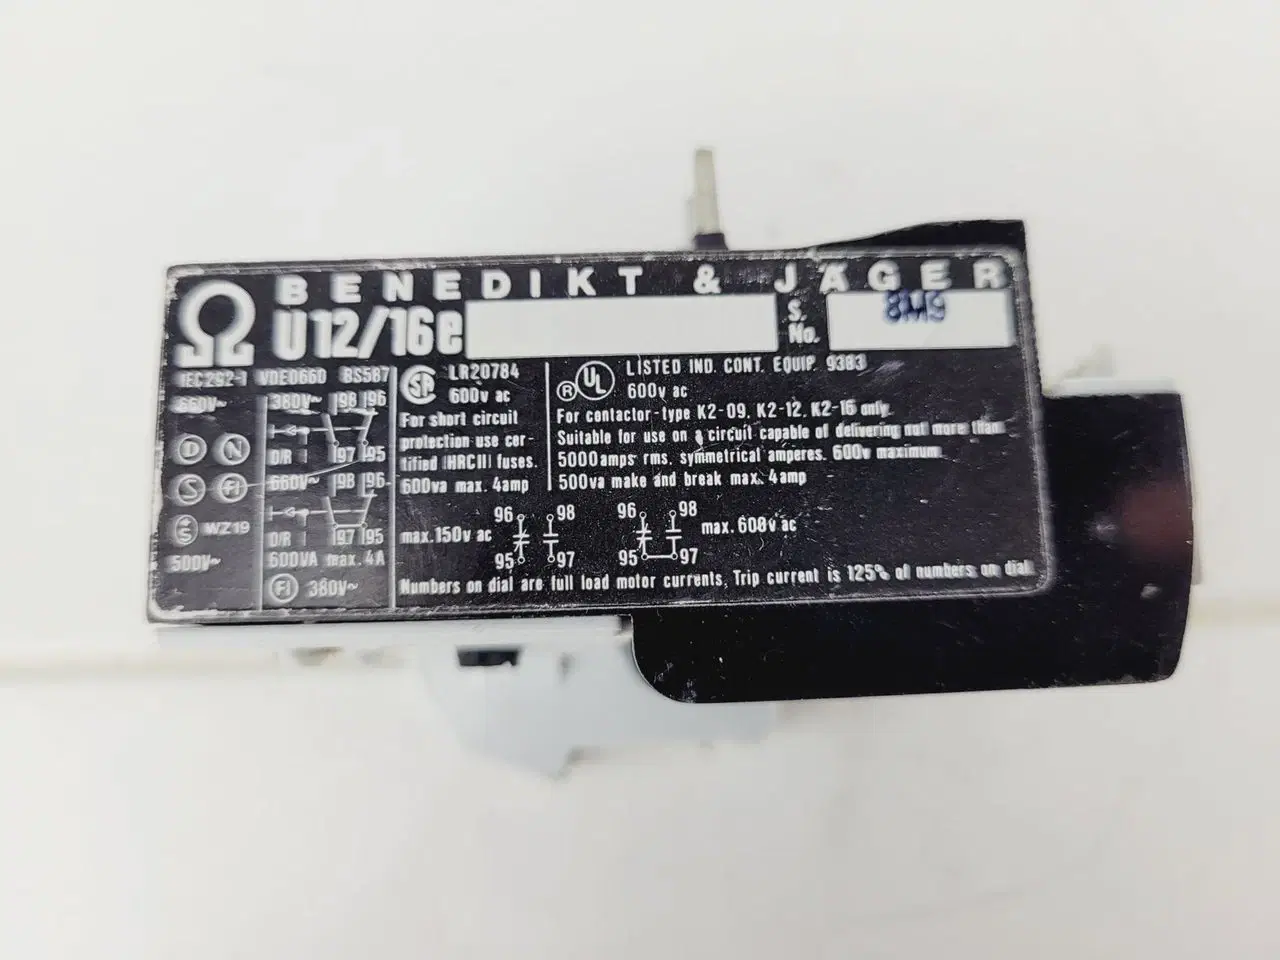 BENEDIKT & JÄGER
U12/16e
S. No. 8M9
IEC292-1 VDE0660 BS587
660V~
D N
S FI
+S WZ19
500V~
380V~ 98 96
D/R 97 95
660V~ 98 96
D/R 97 95
600VA max. 4A
FI 380V~
SA LR20784
600v ac
For short circuit
protection use cer-
tified (HRCII) fuses.
600va max. 4amp
® UL LISTED IND. CONT. EQUIP. 9383
600v ac
For contactor-type K2-09, K2-12, K2-16 only.
Suitable for use on a circuit capable of delivering not more than
5000amps rms. symmetrical amperes. 600v maximum
500va make and break max. 4amp
max. 150v ac 96 98 95 97
96 98 95 97 max. 600v ac
Numbers on dial are full load motor currents, Trip current is 125% of numbers on dial